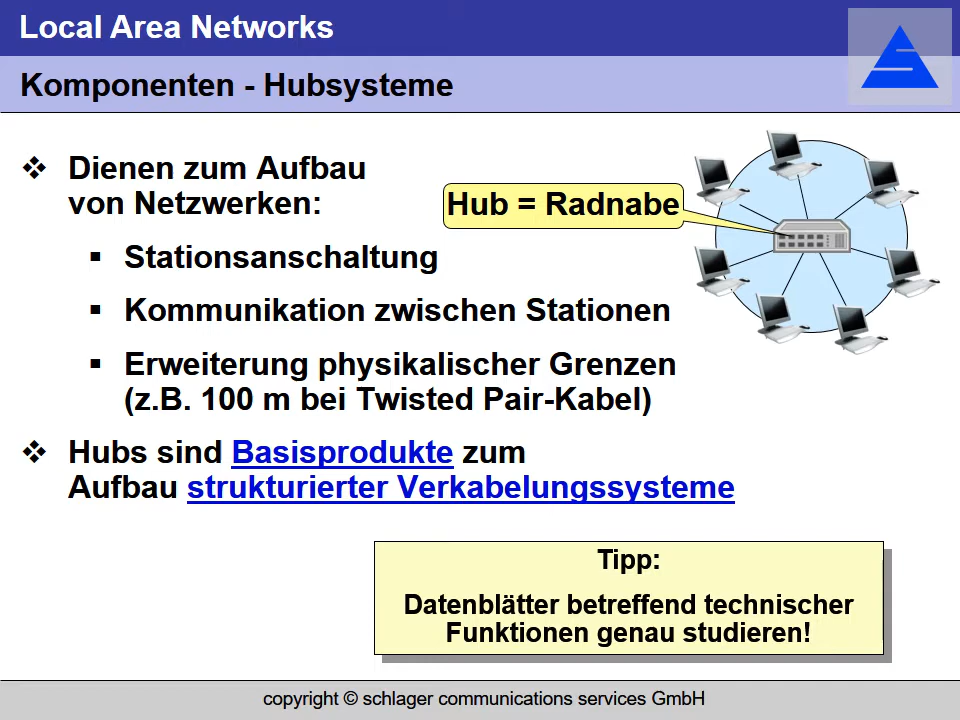 Local Area Networks
Komponenten - Hubsysteme
❖ Dienen zum Aufbau
von Netzwerken:
Hub = Radnabe
▪ Stationsanschaltung
▪ Kommunikation zwischen Stationen
▪ Erweiterung physikalischer Grenzen
(z.B. 100 m bei Twisted Pair-Kabel)
❖ Hubs sind Basisprodukte zum
Aufbau strukturierter Verkabelungssysteme
Tipp:
Datenblätter betreffend technischer
Funktionen genau studieren!
copyright © schlager communications services GmbH